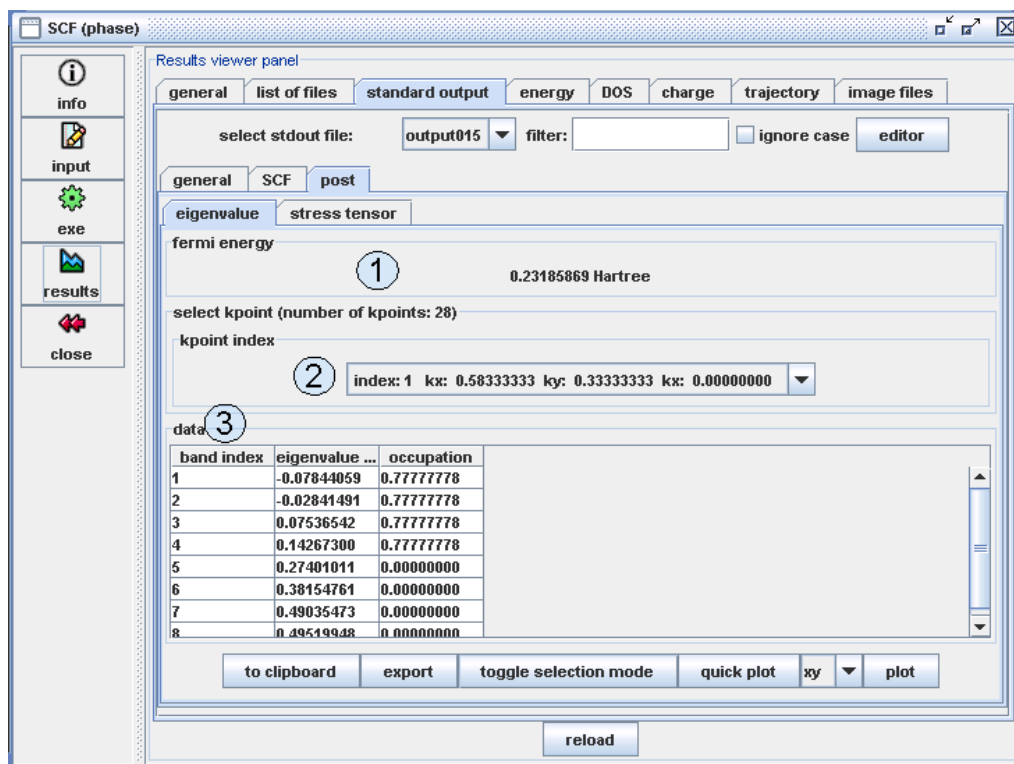 SCF (phase)
info
input
exe
results
close
Results viewer panel
general list of files standard output energy DOS charge trajectory image files
select stdout file: output015 filter: ignore case editor
general SCF post
eigenvalue stress tensor
fermi energy
1 0.23185869 Hartree
select kpoint (number of kpoints: 28)
kpoint index
2 index: 1 kx: 0.58333333 ky: 0.33333333 kx: 0.00000000
data 3
band index eigenvalue ... occupation
1 -0.07844059 0.77777778
2 -0.02841491 0.77777778
3 0.07536542 0.77777778
4 0.14267300 0.77777778
5 0.27401011 0.00000000
6 0.38154761 0.00000000
7 0.49035473 0.00000000
8 0.49519948 0.00000000
to clipboard export toggle selection mode quick plot xy plot
reload